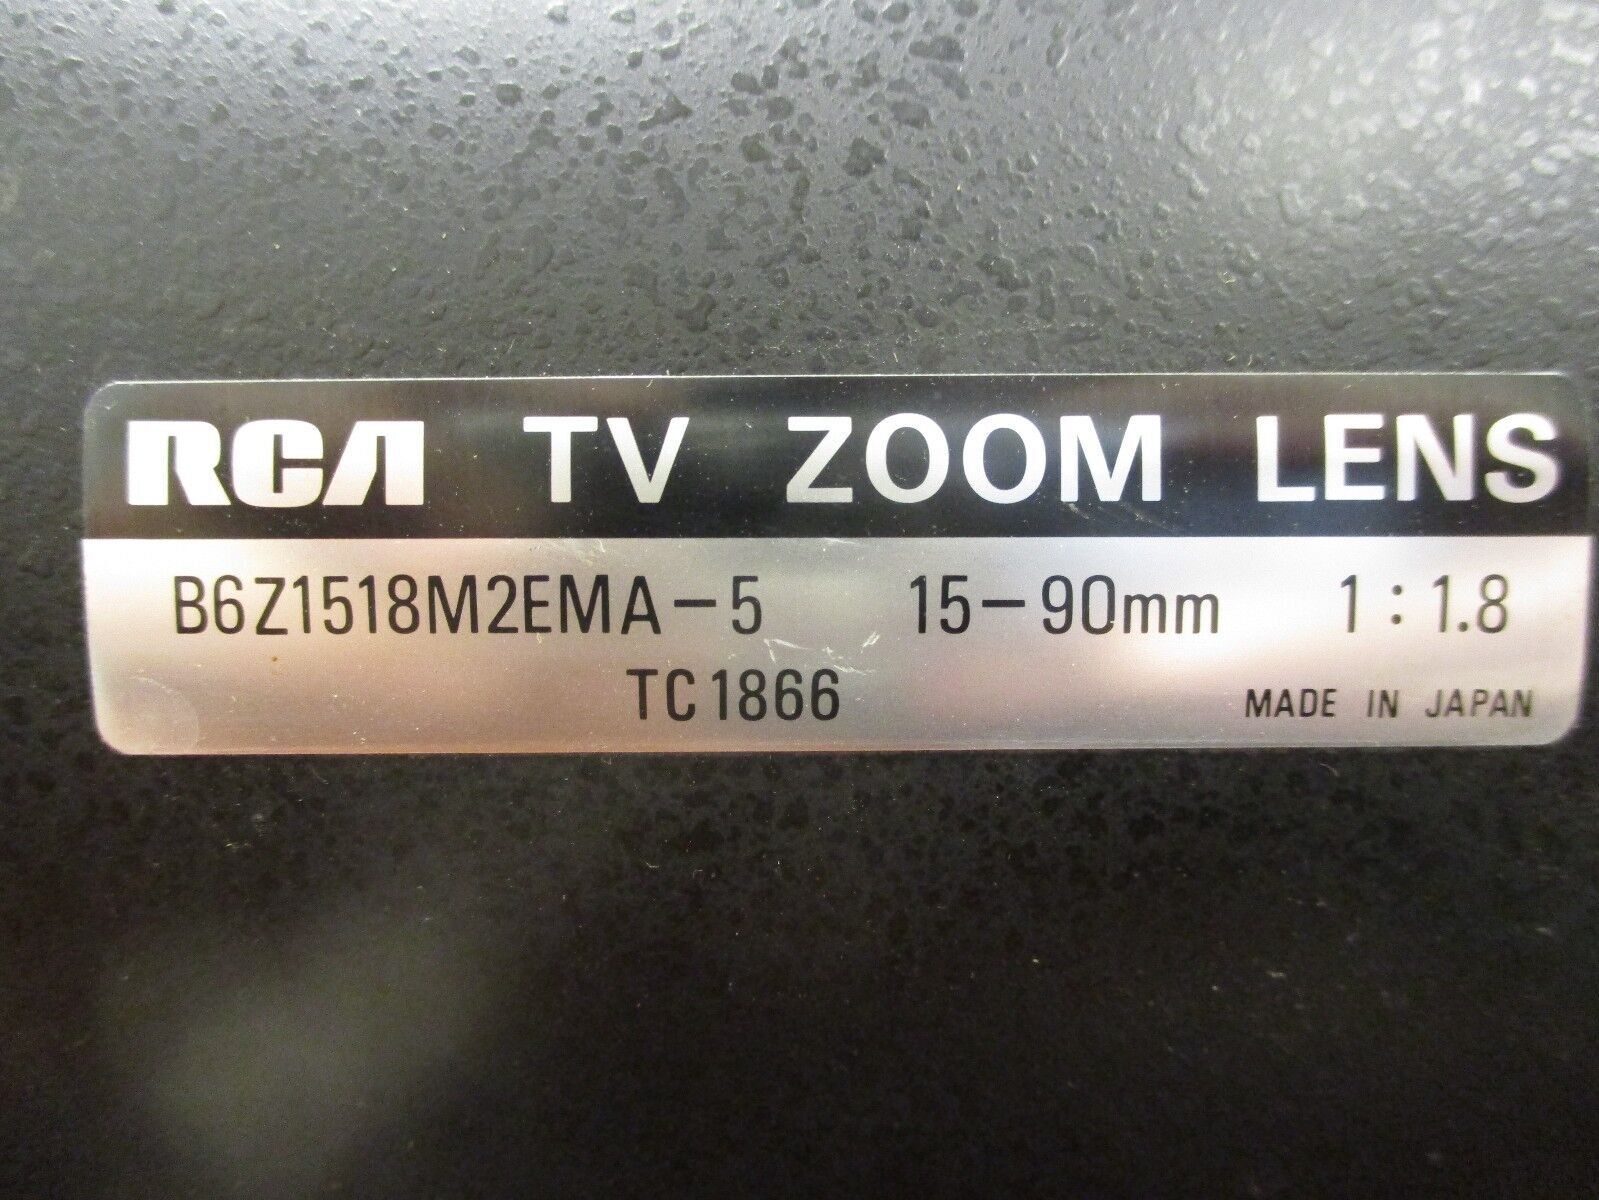 RCA TV ZOOM LENS
B6Z1518M2EMA-5 15-90mm 1 : 1.8
TC1866 MADE IN JAPAN